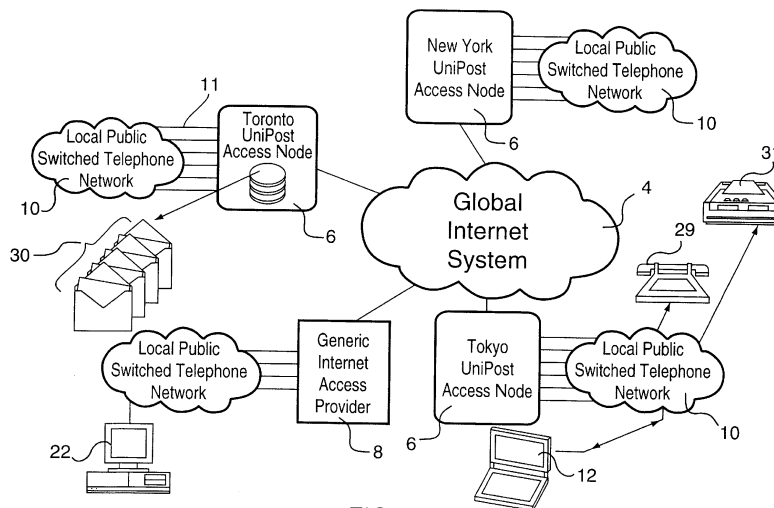 New York
UniPost
Access Node
6
Local Public
Switched Telephone
Network
10
11
Toronto
UniPost
Access Node
6
Local Public
Switched Telephone
Network
10
30
Global
Internet
System
4
31
29
Local Public
Switched Telephone
Network
Generic
Internet
Access
Provider
8
Tokyo
UniPost
Access Node
6
Local Public
Switched Telephone
Network
10
22
12